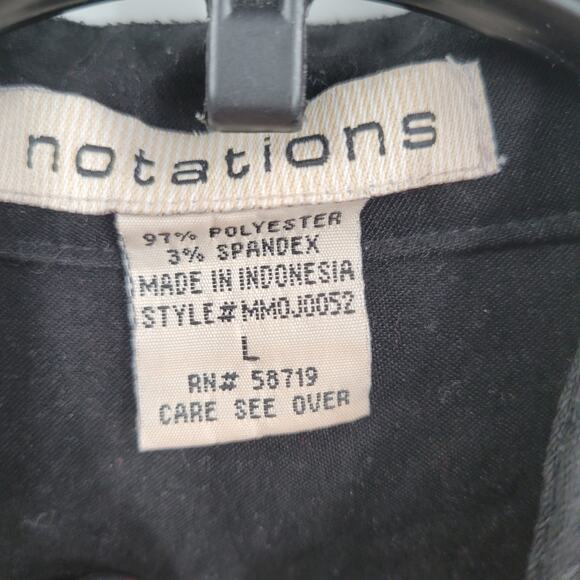 notations
97% POLYESTER
3% SPANDEX
MADE IN INDONESIA
STYLE# MMOJ0052
L
RN# 58719
CARE SEE OVER